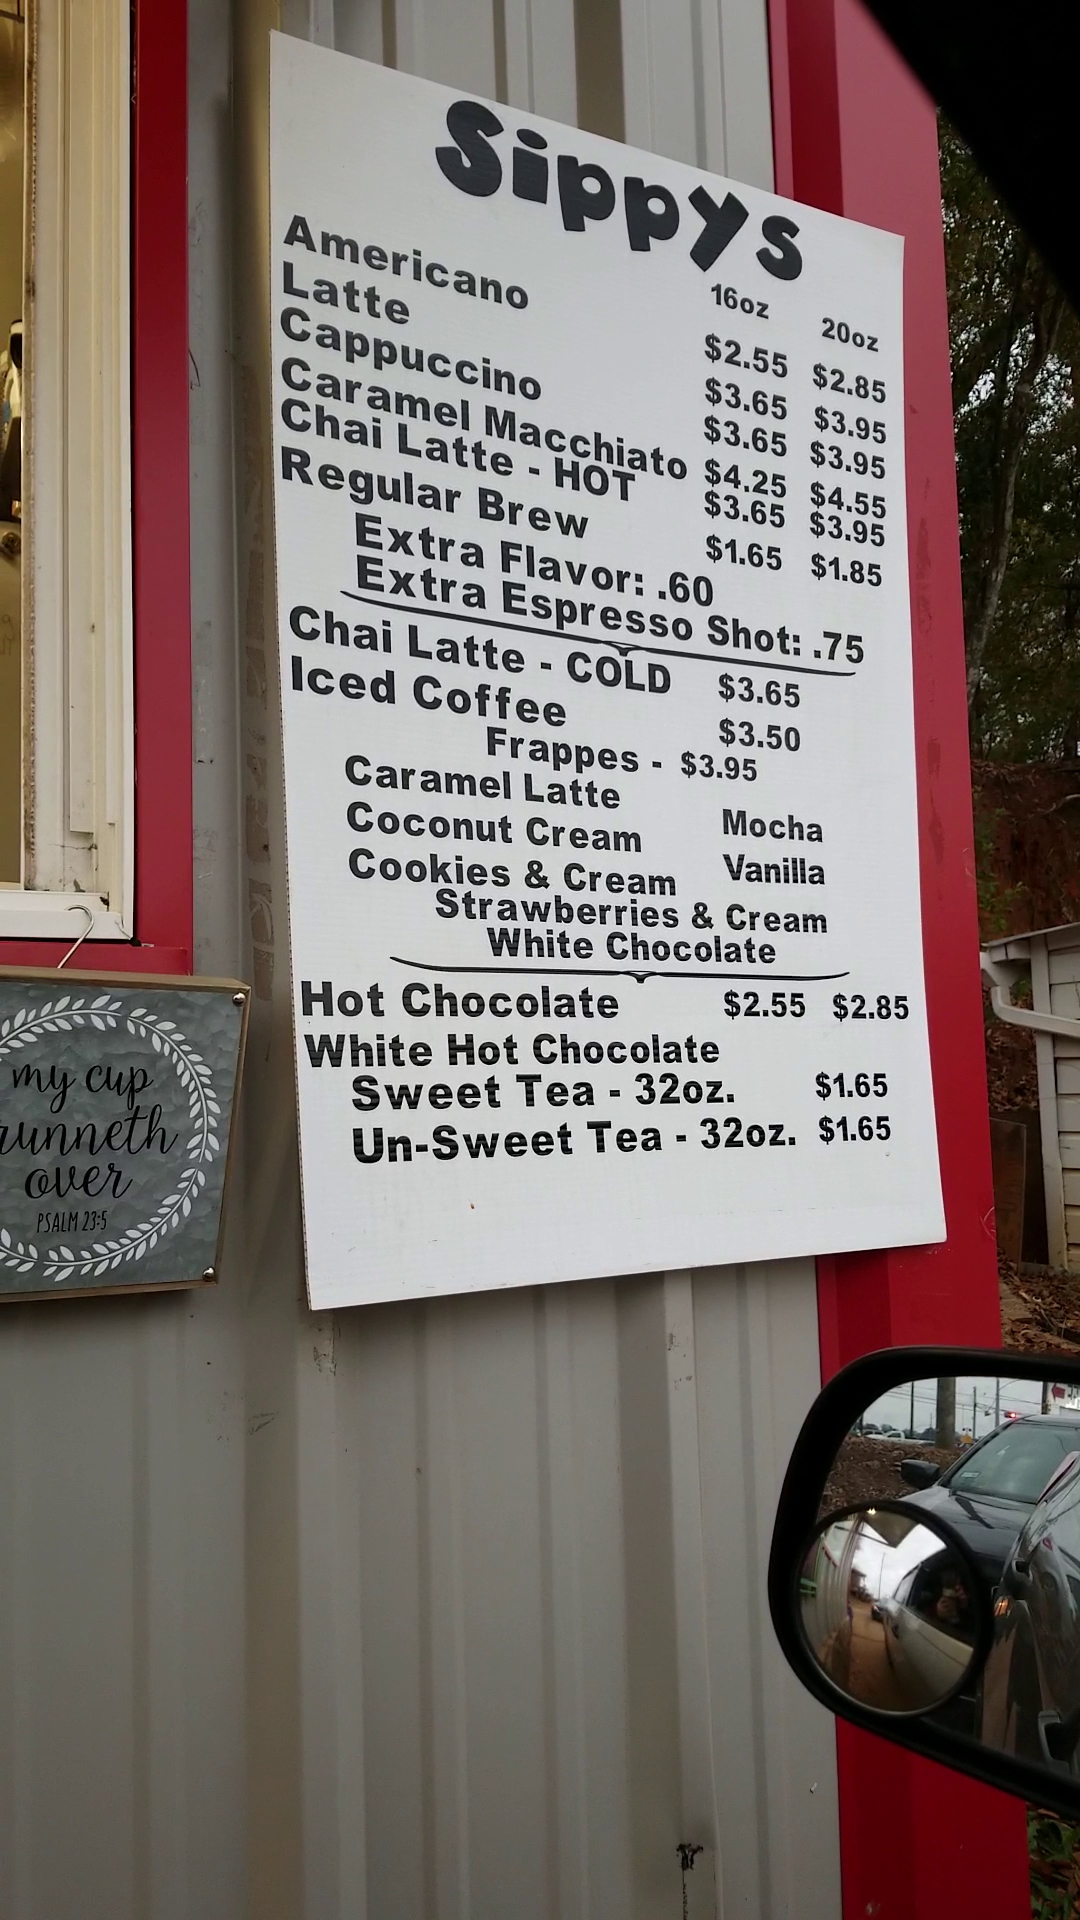 Sippys
16oz 20oz
Americano $2.55 $2.85
Latte $3.65 $3.95
Cappuccino $3.65 $3.95
Caramel Macchiato $4.25 $4.55
Chai Latte - HOT $3.65 $3.95
Regular Brew $1.65 $1.85
Extra Flavor: .60
Extra Espresso Shot: .75
Chai Latte - COLD $3.65
Iced Coffee $3.50
Frappes - $3.95
Caramel Latte Mocha
Coconut Cream Vanilla
Cookies & Cream
Strawberries & Cream
White Chocolate
Hot Chocolate $2.55 $2.85
White Hot Chocolate
Sweet Tea - 32oz. $1.65
Un-Sweet Tea - 32oz. $1.65
my cup
runneth
over
PSALM 23:5